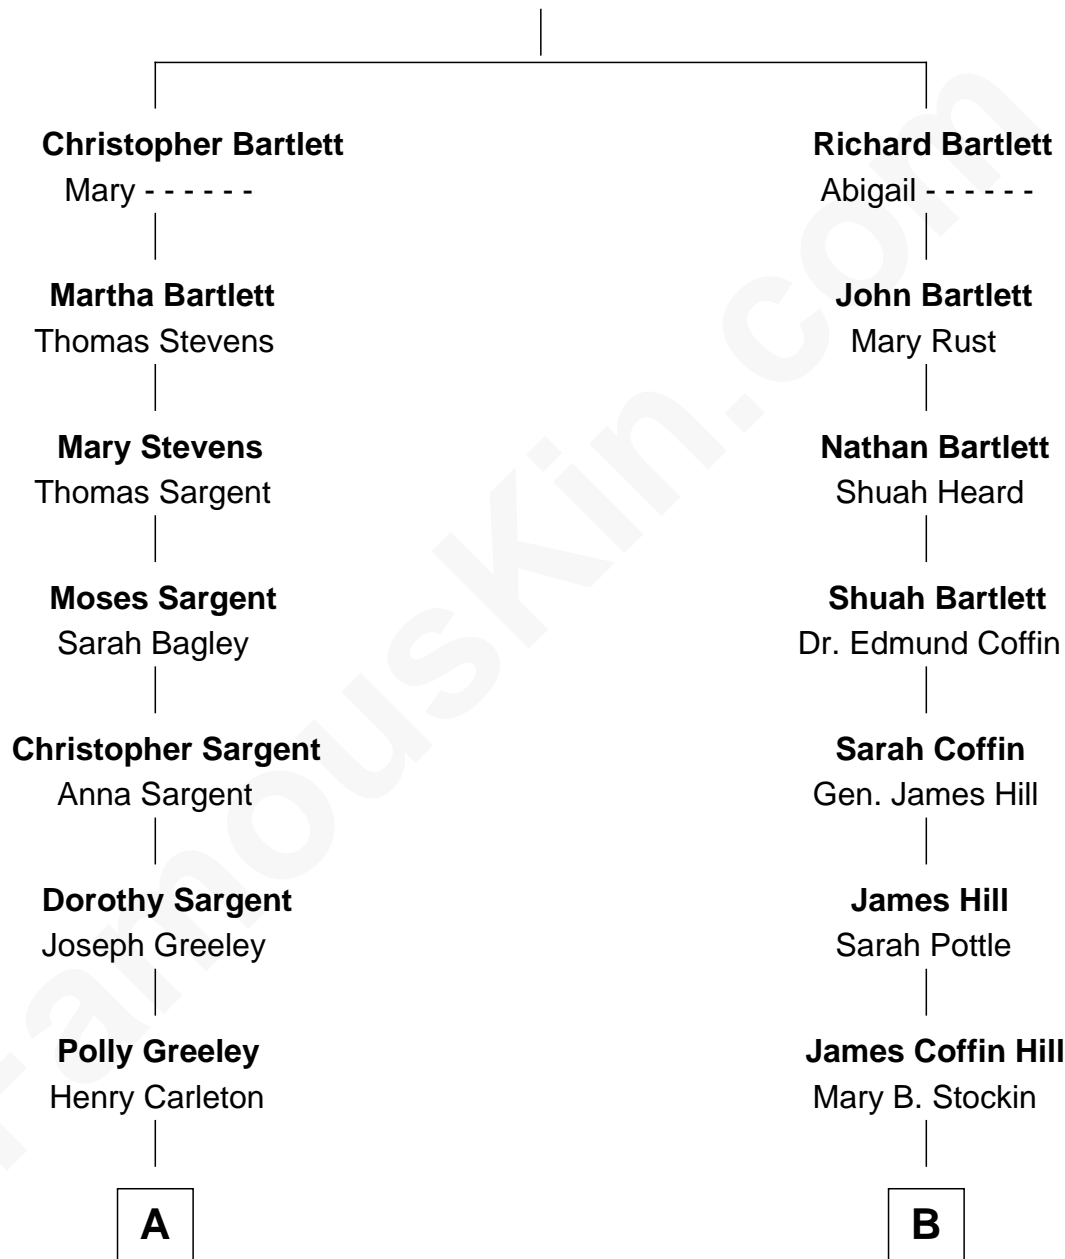 Christopher Bartlett
Mary - - - - - -
Richard Bartlett
Abigail - - - - - -
Martha Bartlett
Thomas Stevens
John Bartlett
Mary Rust
Mary Stevens
Thomas Sargent
Nathan Bartlett
Shuah Heard
Moses Sargent
Sarah Bagley
Shuah Bartlett
Dr. Edmund Coffin
Christopher Sargent
Anna Sargent
Sarah Coffin
Gen. James Hill
Dorothy Sargent
Joseph Greeley
James Hill
Sarah Pottle
Polly Greeley
Henry Carleton
James Coffin Hill
Mary B. Stockin
A
B
FamousKin.com